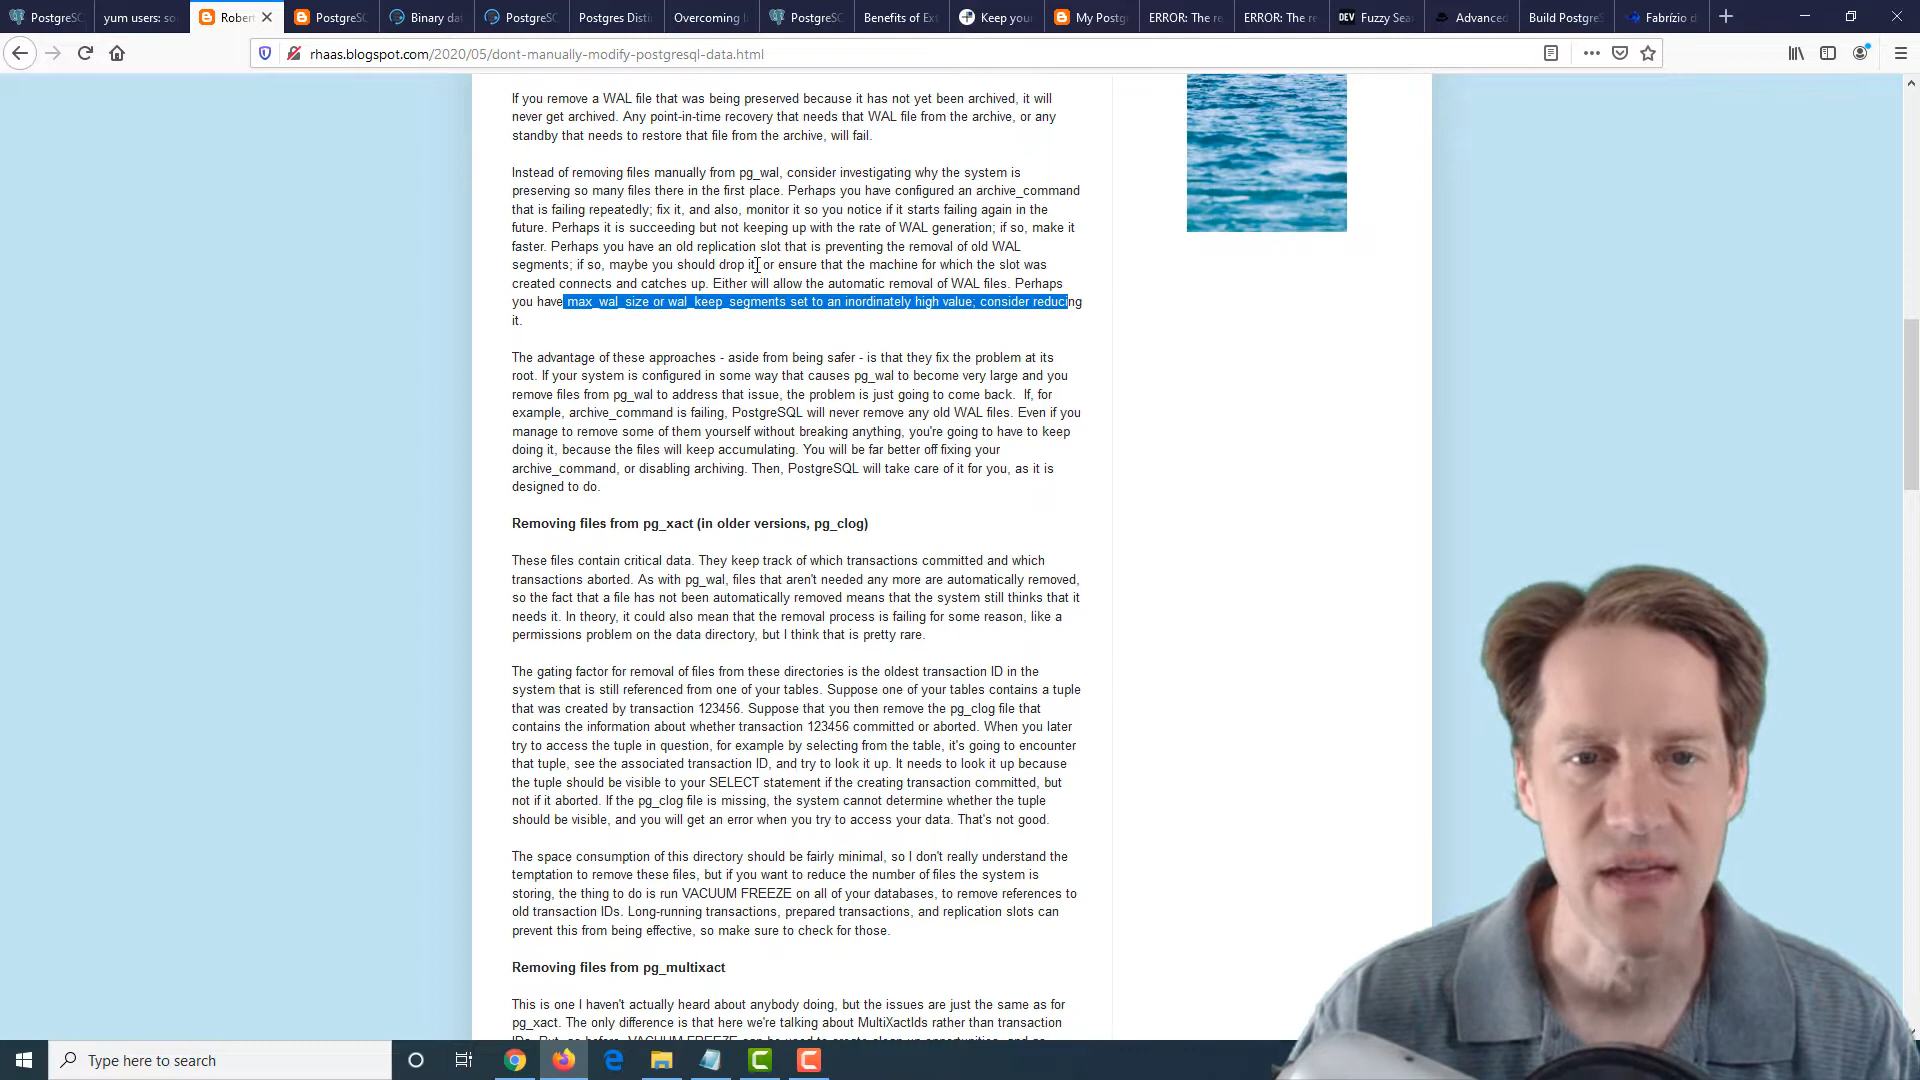 PostgreSC
yum users: so
Robert
PostgreSC
Binary dat
PostgreSC
Postgres Disti
Overcoming I
PostgreSC
Benefits of Ex
Keep your
My Postg
ERROR: The re
ERROR: The re
DEV Fuzzy Sea
Advanced
Build PostgreS
Fabrízio d
rhaas.blogspot.com/2020/05/dont-manually-modify-postgresql-data.html
If you remove a WAL file that was being preserved because it has not yet been archived, it will
never get archived. Any point-in-time recovery that needs that WAL file from the archive, or any
standby that needs to restore that file from the archive, will fail.
Instead of removing files manually from pg_wal, consider investigating why the system is
preserving so many files there in the first place. Perhaps you have configured an archive_command
that is failing repeatedly; fix it, and also, monitor it so you notice if it starts failing again in the
future. Perhaps it is succeeding but not keeping up with the rate of WAL generation; if so, make it
faster. Perhaps you have an old replication slot that is preventing the removal of old WAL
segments; if so, maybe you should drop it, or ensure that the machine for which the slot was
created connects and catches up. Either will allow the automatic removal of WAL files. Perhaps
you have max_wal_size or wal_keep_segments set to an inordinately high value; consider reducing
it.
The advantage of these approaches - aside from being safer - is that they fix the problem at its
root. If your system is configured in some way that causes pg_wal to become very large and you
remove files from pg_wal to address that issue, the problem is just going to come back.  If, for
example, archive_command is failing, PostgreSQL will never remove any old WAL files. Even if you
manage to remove some of them yourself without breaking anything, you're going to have to keep
doing it, because the files will keep accumulating. You will be far better off fixing your
archive_command, or disabling archiving. Then, PostgreSQL will take care of it for you, as it is
designed to do.
Removing files from pg_xact (in older versions, pg_clog)
These files contain critical data. They keep track of which transactions committed and which
transactions aborted. As with pg_wal, files that aren't needed any more are automatically removed,
so the fact that a file has not been automatically removed means that the system still thinks that it
needs it. In theory, it could also mean that the removal process is failing for some reason, like a
permissions problem on the data directory, but I think that is pretty rare.
The gating factor for removal of files from these directories is the oldest transaction ID in the
system that is still referenced from one of your tables. Suppose one of your tables contains a tuple
that was created by transaction 123456. Suppose that you then remove the pg_clog file that
contains the information about whether transaction 123456 committed or aborted. When you later
try to access the tuple in question, for example by selecting from the table, it's going to encounter
that tuple, see the associated transaction ID, and try to look it up. It needs to look it up because
the tuple should be visible to your SELECT statement if the creating transaction committed, but
not if it aborted. If the pg_clog file is missing, the system cannot determine whether the tuple
should be visible, and you will get an error when you try to access your data. That's not good.
The space consumption of this directory should be fairly minimal, so I don't really understand the
temptation to remove these files, but if you want to reduce the number of files the system is
storing, the thing to do is run VACUUM FREEZE on all of your databases, to remove references to
old transaction IDs. Long-running transactions, prepared transactions, and replication slots can
prevent this from being effective, so make sure to check for those.
Removing files from pg_multixact
This is one I haven't actually heard about anybody doing, but the issues are just the same as for
pg_xact. The only difference is that here we're talking about MultiXactIds rather than transaction
Type here to search